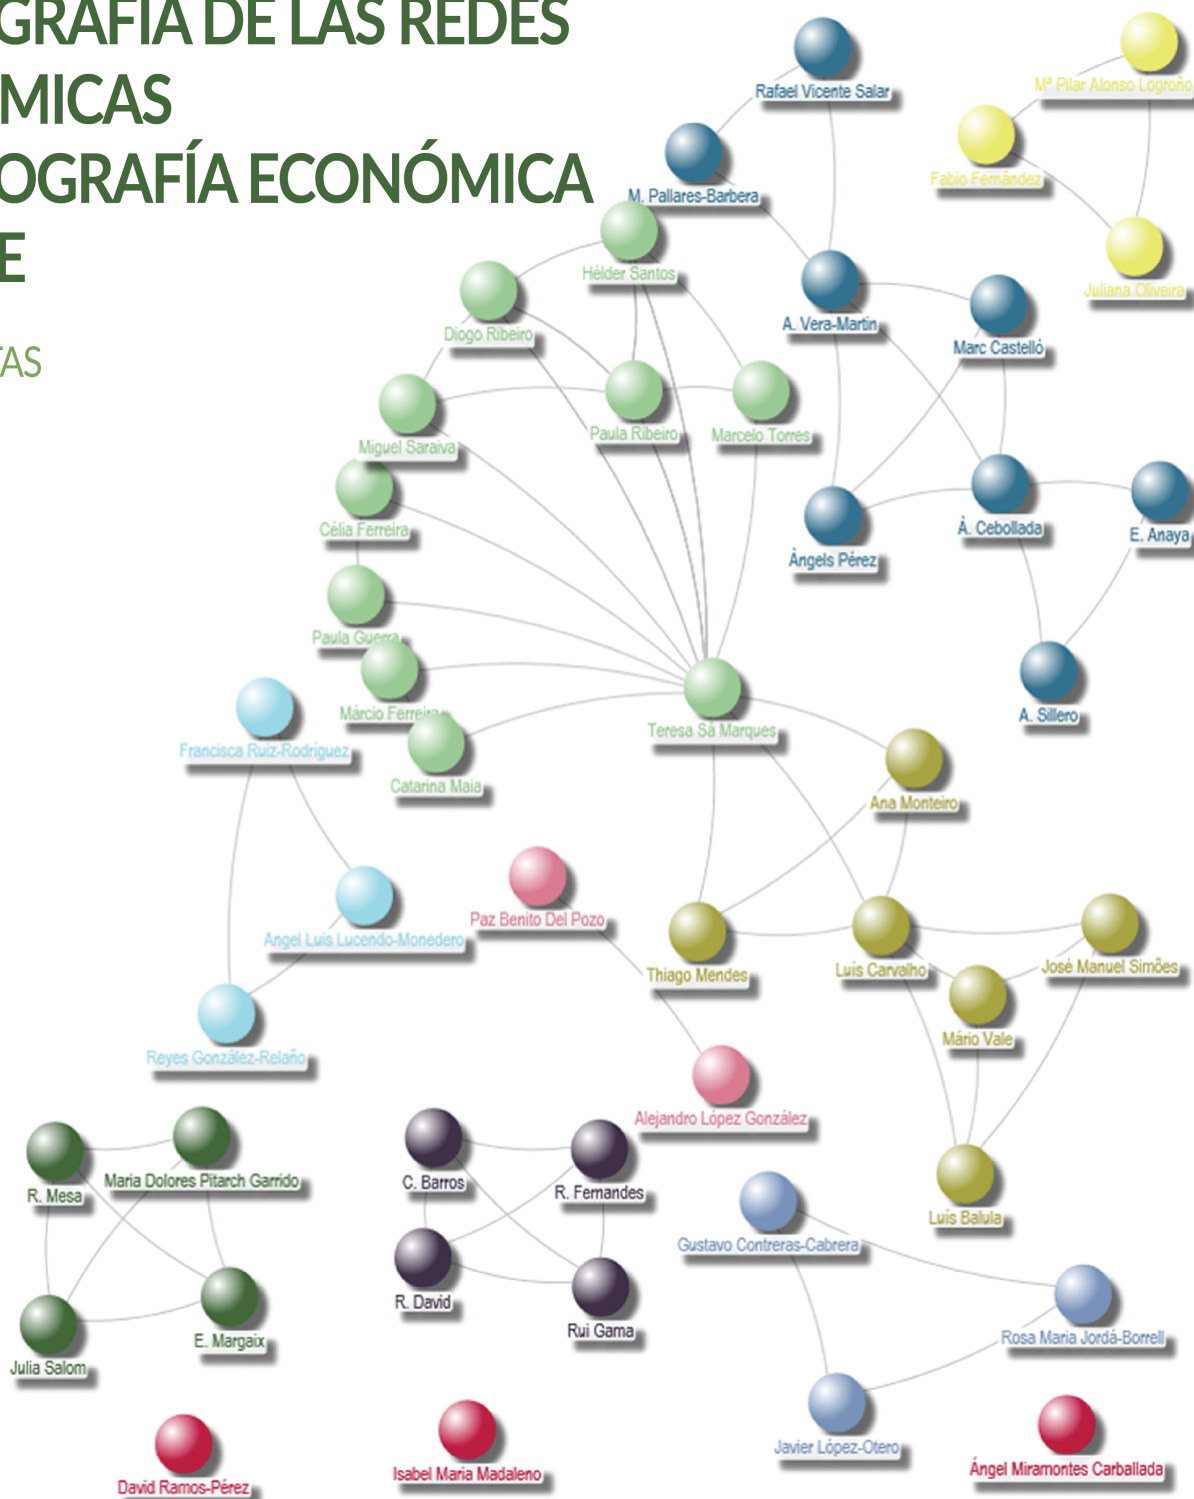 GRAFÍA DE LAS REDES
MICAS
OGRAFÍA ECONÓMICA
E
TAS
Rafael Vicente Salar
Mª Pilar Alonso Logroño
Fabio Fernández
M. Pallares-Barbera
Hélder Santos
Juliana Oliveira
A. Vera-Martin
Diogo Ribeiro
Marc Castelló
Paula Ribeiro
Marcelo Torres
Miguel Saraiva
Célia Ferreira
À. Cebollada
E. Anaya
Àngels Pérez
Paula Guerra
Márcio Ferreira
A. Sillero
Teresa Sá Marques
Francisca Ruiz-Rodríguez
Catarina Maia
Ana Monteiro
Paz Benito Del Pozo
Angel Luis Lucendo-Monedero
Thiago Mendes
Luís Carvalho
José Manuel Simões
Mário Vale
Reyes González-Relaño
Alejandro López González
Maria Dolores Pitarch Garrido
C. Barros
R. Fernandes
R. Mesa
Luís Balula
Gustavo Contreras-Cabrera
R. David
Rui Gama
Rosa Maria Jordá-Borrell
E. Margaix
Julia Salom
Javier López-Otero
Ángel Miramontes Carballada
Isabel Maria Madaleno
David Ramos-Pérez